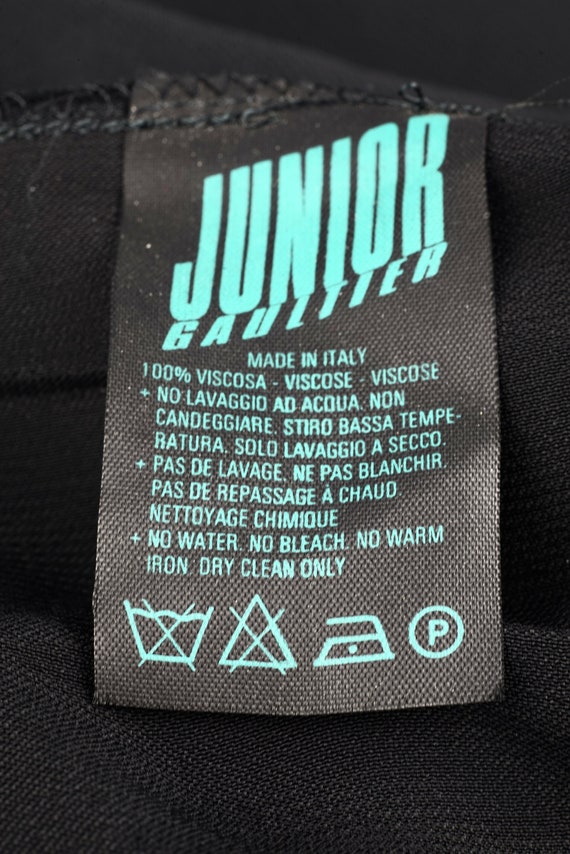 JUNIOR
GAULTIER
MADE IN ITALY
100% VISCOSA - VISCOSE - VISCOSE
+ NO LAVAGGIO AD ACQUA. NON
CANDEGGIARE. STIRO BASSA TEMPE-
RATURA. SOLO LAVAGGIO A SECCO.
+ PAS DE LAVAGE, NE PAS BLANCHIR.
PAS DE REPASSAGE À CHAUD
NETTOYAGE CHIMIQUE
+ NO WATER. NO BLEACH. NO WARM
IRON. DRY CLEAN ONLY
P